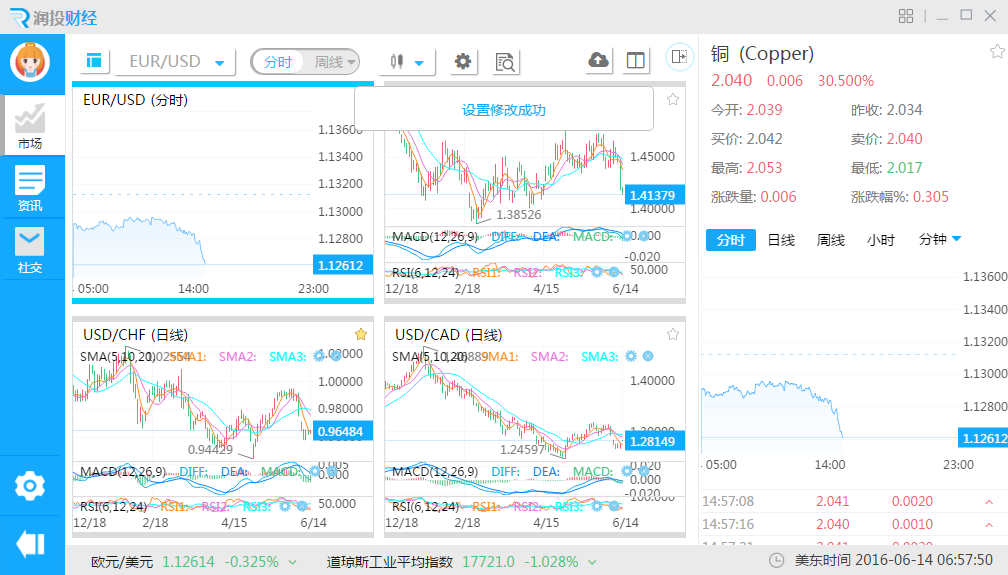 润投财经
EUR/USD
分时 周线
设置修改成功
铜 (Copper)
2.040 0.006 30.500%
今开: 2.039 昨收: 2.034
买价: 2.042 卖价: 2.040
最高: 2.053 最低: 2.017
涨跌量: 0.006 涨跌幅%: 0.305
分时 日线 周线 小时 分钟
市场
资讯
社交
EUR/USD (分时)
1.13600
1.13400
1.13200
1.13000
1.12800
1.12612
05:00 14:00 23:00
1.45000
1.41379
1.40000
1.38526
MACD(12,26,9) DIFF: DEA: MACD: 0.000
-0.020
RSI(6,12,24) RSI1: RSI2: RSI3: 50.000
12/18 2/18 4/15 6/14
USD/CHF (日线)
SMA(5,10,20) SMA1: SMA2: SMA3:
1.00000
0.98000
0.96484
0.94429
MACD(12,26,9) DIFF: DEA: MACD: 0.005
0.000
RSI(6,12,24) RSI1: RSI2: RSI3: 50.000
12/18 2/18 4/15 6/14
USD/CAD (日线)
SMA(5,10,20) SMA1: SMA2: SMA3:
1.40000
1.28149
1.24597
MACD(12,26,9) DIFF: DEA: MACD: 0.020
0.000
-0.020
RSI(6,12,24) RSI1: RSI2: RSI3: 50.000
12/18 2/18 4/15 6/14
1.13600
1.13400
1.13200
1.13000
1.12800
1.12612
05:00 14:00 23:00
14:57:08 2.041 0.0020
14:57:16 2.040 0.0010
欧元/美元 1.12614 -0.325% 道琼斯工业平均指数 17721.0 -1.028% 美东时间 2016-06-14 06:57:50